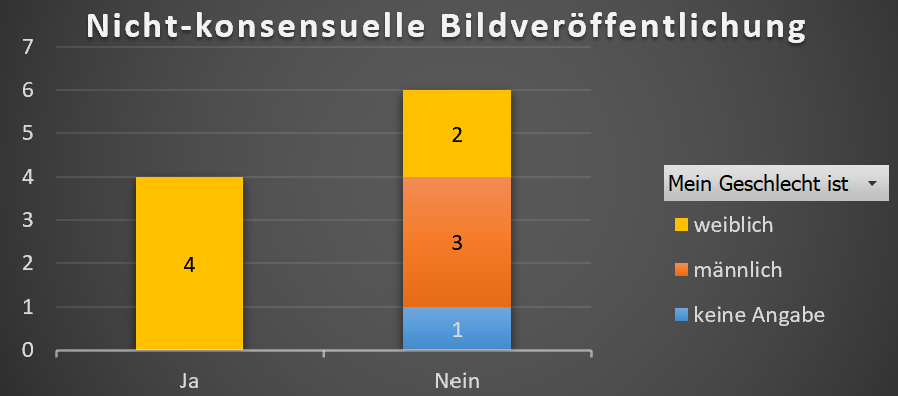 Nicht-konsensuelle Bildveröffentlichung
7
6
5
4
3
2
1
0
4
2
3
1
Ja
Nein
Mein Geschlecht ist
weiblich
männlich
keine Angabe